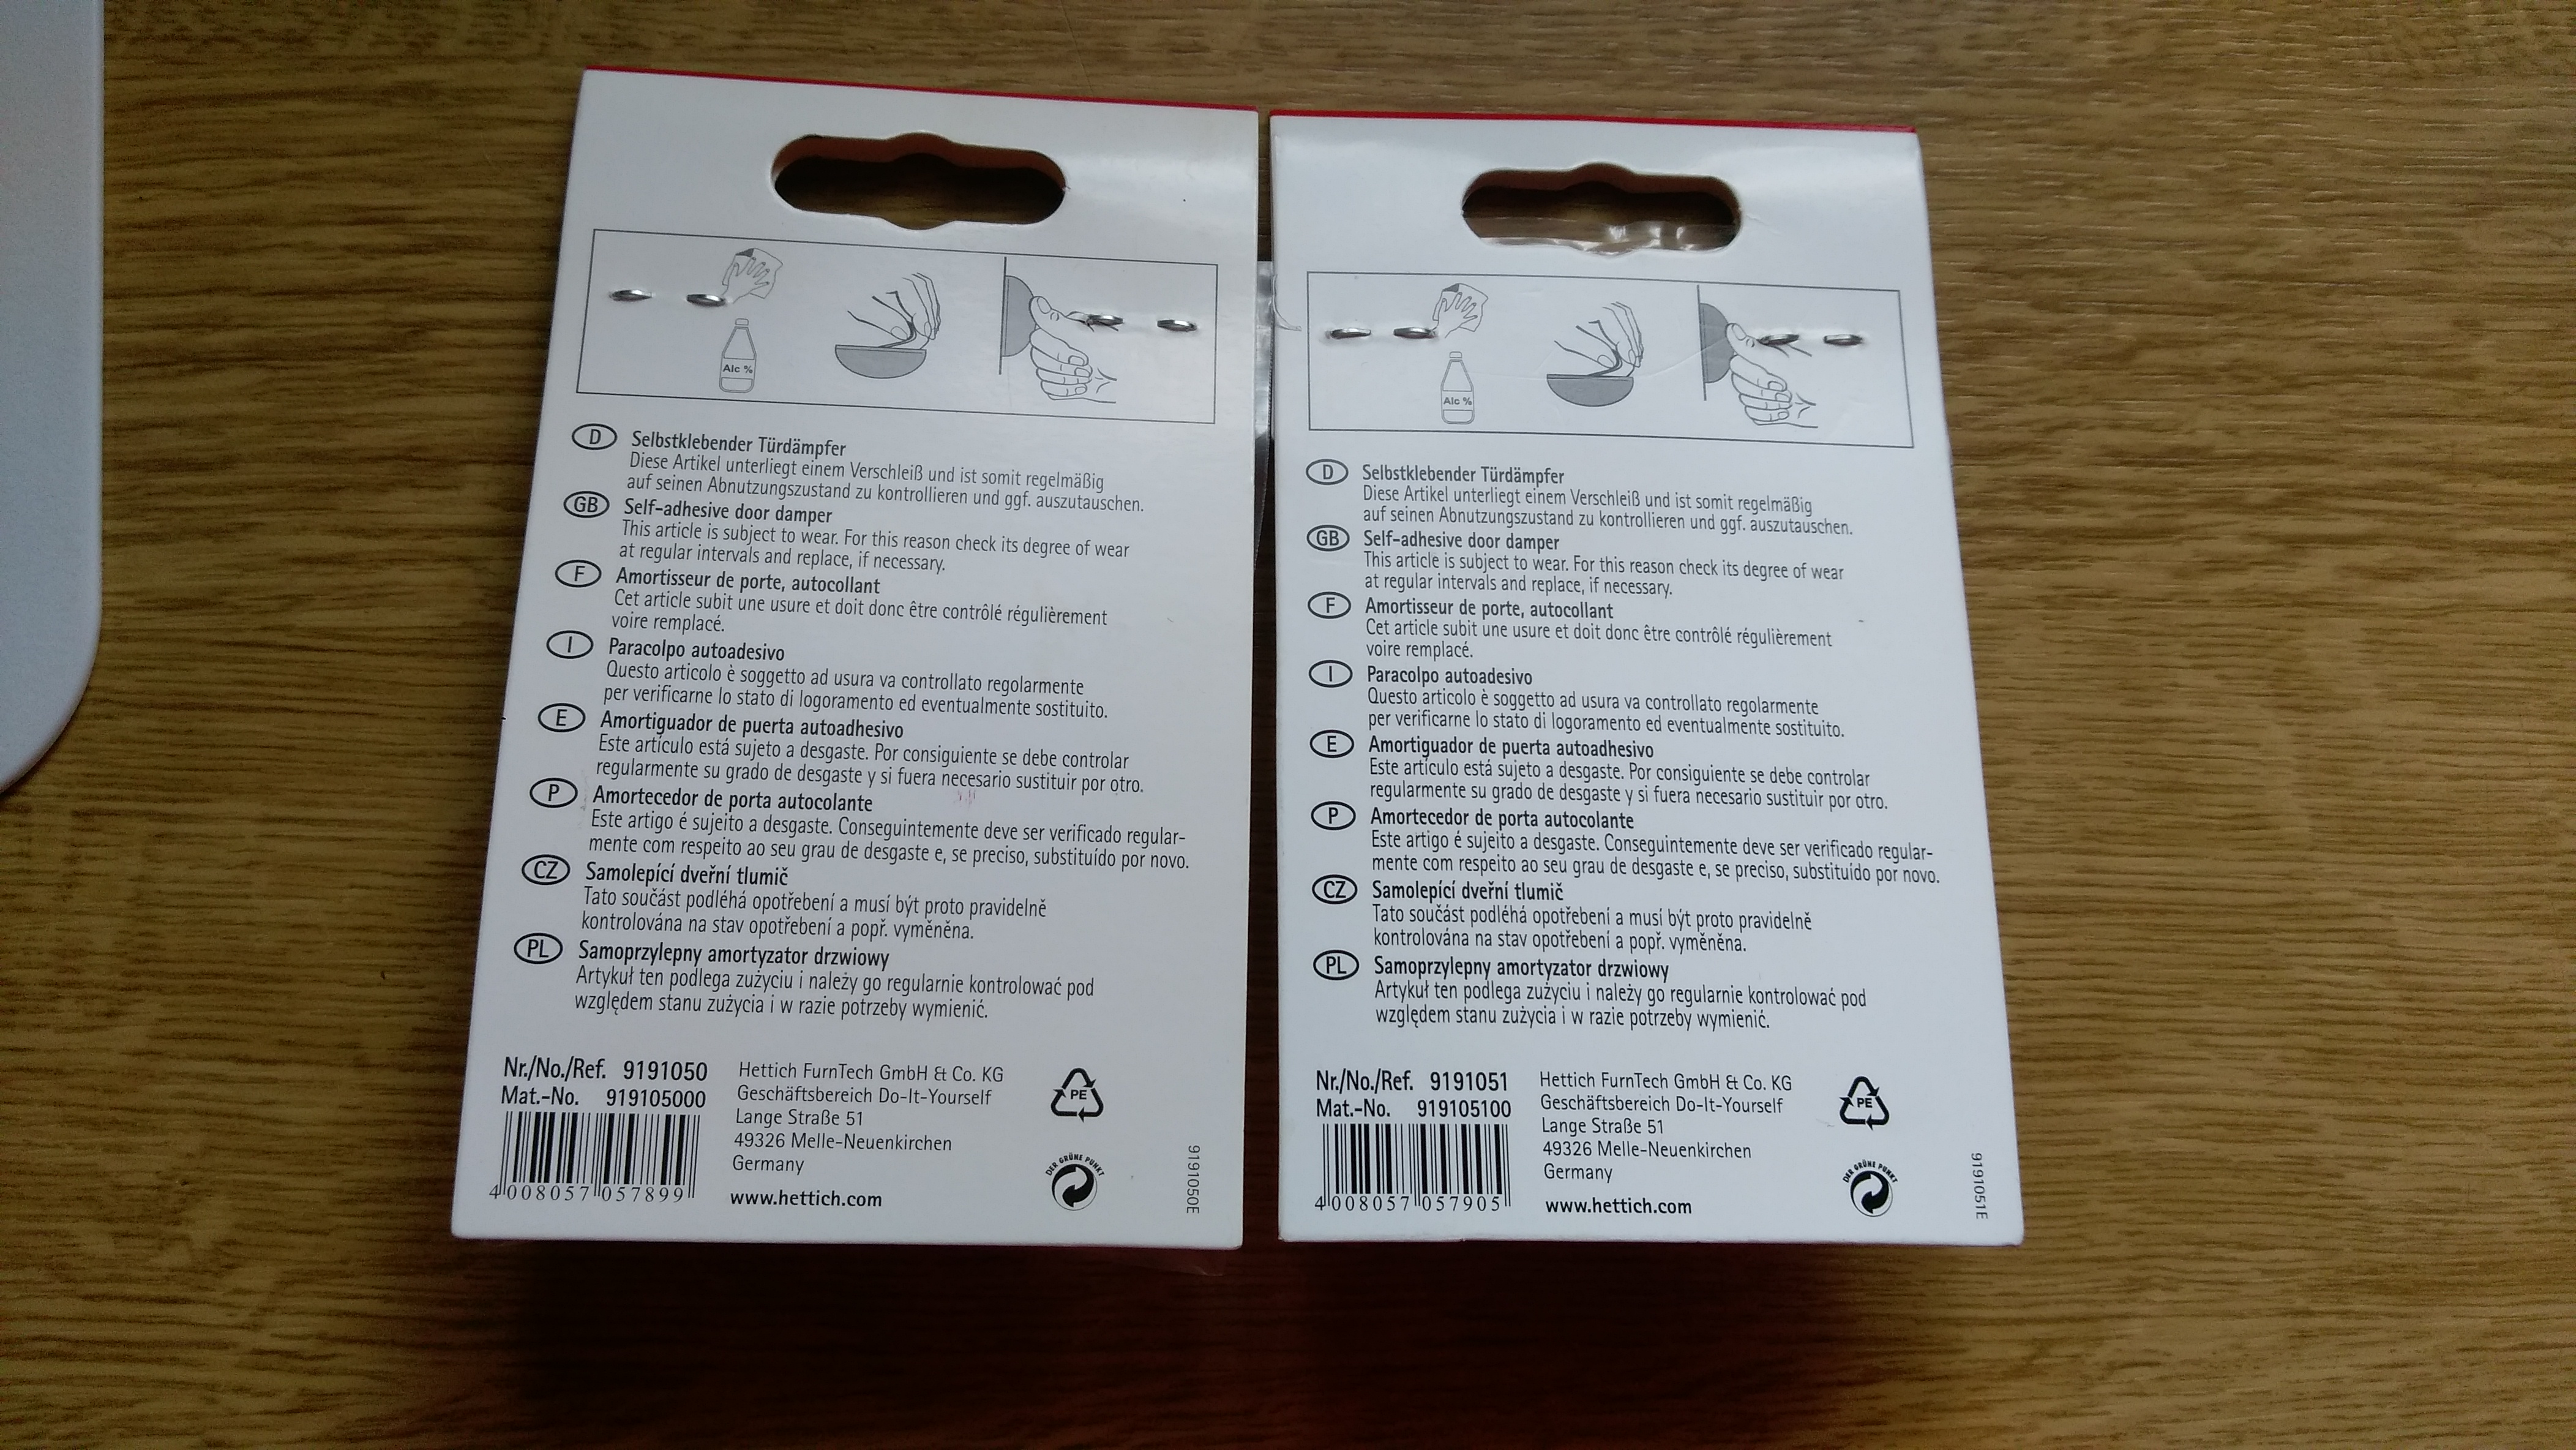 Alc %
D Selbstklebender Türdämpfer
Diese Artikel unterliegt einem Verschleiß und ist somit regelmäßig
auf seinen Abnutzungszustand zu kontrollieren und ggf. auszutauschen.
GB Self-adhesive door damper
This article is subject to wear. For this reason check its degree of wear
at regular intervals and replace, if necessary.
F Amortisseur de porte, autocollant
Cet article subit une usure et doit donc être contrôlé régulièrement
voire remplacé.
I Paracolpo autoadesivo
Questo articolo è soggetto ad usura va controllato regolarmente
per verificarne lo stato di logoramento ed eventualmente sostituito.
E Amortiguador de puerta autoadhesivo
Este artículo está sujeto a desgaste. Por consiguiente se debe controlar
regularmente su grado de desgaste y si fuera necesario sustituir por otro.
P Amortecedor de porta autocolante
Este artigo é sujeito a desgaste. Conseguintemente deve ser verificado regular-
mente com respeito ao seu grau de desgaste e, se preciso, substituído por novo.
CZ Samolepící dveřní tlumič
Tato součást podléhá opotřebení a musí být proto pravidelně
kontrolována na stav opotřebení a popř. vyměněna.
PL Samoprzylepny amortyzator drzwiowy
Artykuł ten podlega zużyciu i należy go regularnie kontrolować pod
względem stanu zużycia i w razie potrzeby wymienić.
Nr./No./Ref. 9191050
Mat.-No. 919105000
4 008057 057899
Hettich FurnTech GmbH & Co. KG
Geschäftsbereich Do-It-Yourself
Lange Straße 51
49326 Melle-Neuenkirchen
Germany
www.hettich.com
PE
DER GRÜNE PUNKT
9191050E
Alc %
D Selbstklebender Türdämpfer
Diese Artikel unterliegt einem Verschleiß und ist somit regelmäßig
auf seinen Abnutzungszustand zu kontrollieren und ggf. auszutauschen.
GB Self-adhesive door damper
This article is subject to wear. For this reason check its degree of wear
at regular intervals and replace, if necessary.
F Amortisseur de porte, autocollant
Cet article subit une usure et doit donc être contrôlé régulièrement
voire remplacé.
I Paracolpo autoadesivo
Questo articolo è soggetto ad usura va controllato regolarmente
per verificarne lo stato di logoramento ed eventualmente sostituito.
E Amortiguador de puerta autoadhesivo
Este artículo está sujeto a desgaste. Por consiguiente se debe controlar
regularmente su grado de desgaste y si fuera necesario sustituir por otro.
P Amortecedor de porta autocolante
Este artigo é sujeito a desgaste. Conseguintemente deve ser verificado regular-
mente com respeito ao seu grau de desgaste e, se preciso, substituído por novo.
CZ Samolepící dveřní tlumič
Tato součást podléhá opotřebení a musí být proto pravidelně
kontrolována na stav opotřebení a popř. vyměněna.
PL Samoprzylepny amortyzator drzwiowy
Artykuł ten podlega zużyciu i należy go regularnie kontrolować pod
względem stanu zużycia i w razie potrzeby wymienić.
Nr./No./Ref. 9191051
Mat.-No. 919105100
4 008057 057905
Hettich FurnTech GmbH & Co. KG
Geschäftsbereich Do-It-Yourself
Lange Straße 51
49326 Melle-Neuenkirchen
Germany
www.hettich.com
PE
DER GRÜNE PUNKT
9191051E